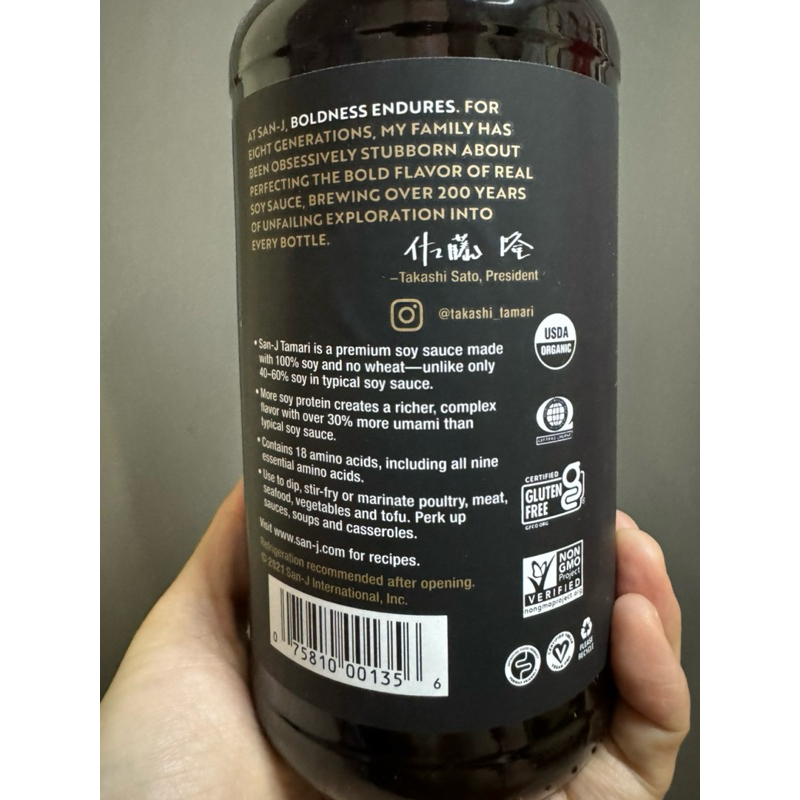 AT SAN-J, BOLDNESS ENDURES. FOR
EIGHT GENERATIONS, MY FAMILY HAS
BEEN OBSESSIVELY STUBBORN ABOUT
PERFECTING THE BOLD FLAVOR OF REAL
SOY SAUCE, BREWING OVER 200 YEARS
OF UNFAILING EXPLORATION INTO
EVERY BOTTLE.
佐藤 隆
–Takashi Sato, President
@takashi_tamari
• San-J Tamari is a premium soy sauce made
with 100% soy and no wheat—unlike only
40–60% soy in typical soy sauce.
• More soy protein creates a richer, complex
flavor with over 30% more umami than
typical soy sauce.
• Contains 18 amino acids, including all nine
essential amino acids.
• Use to dip, stir-fry or marinate poultry, meat,
seafood, vegetables and tofu. Perk up
sauces, soups and casseroles.
Visit www.san-j.com for recipes.
Refrigeration recommended after opening.
© 2021 San-J International, Inc.
0 75810 00135 6
USDA
ORGANIC
CERTIFIED
GLUTEN
FREE
GFCO.ORG
NON
GMO
Project
VERIFIED
nongmoproject.org
PLEASE
RECYCLE